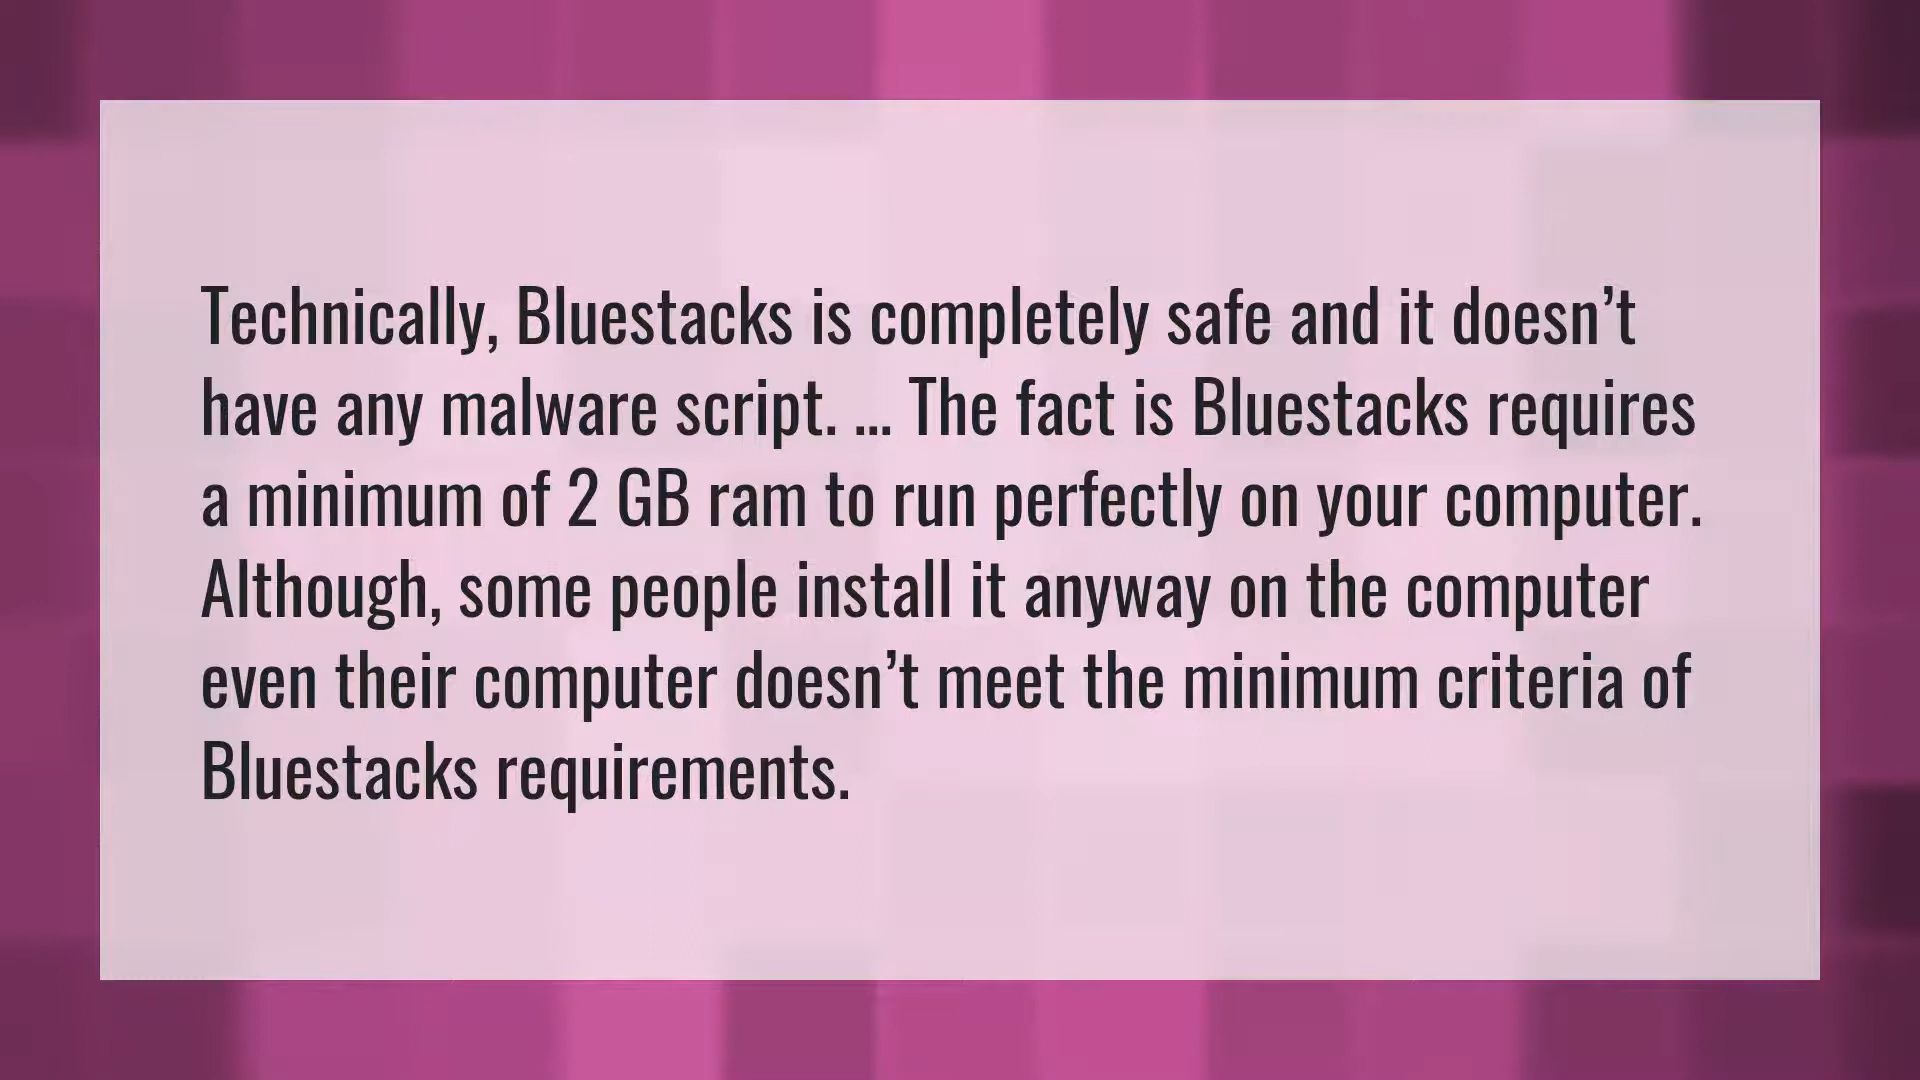 Technically, Bluestacks is completely safe and it doesn’t
have any malware script. ... The fact is Bluestacks requires
a minimum of 2 GB ram to run perfectly on your computer.
Although, some people install it anyway on the computer
even their computer doesn’t meet the minimum criteria of
Bluestacks requirements.